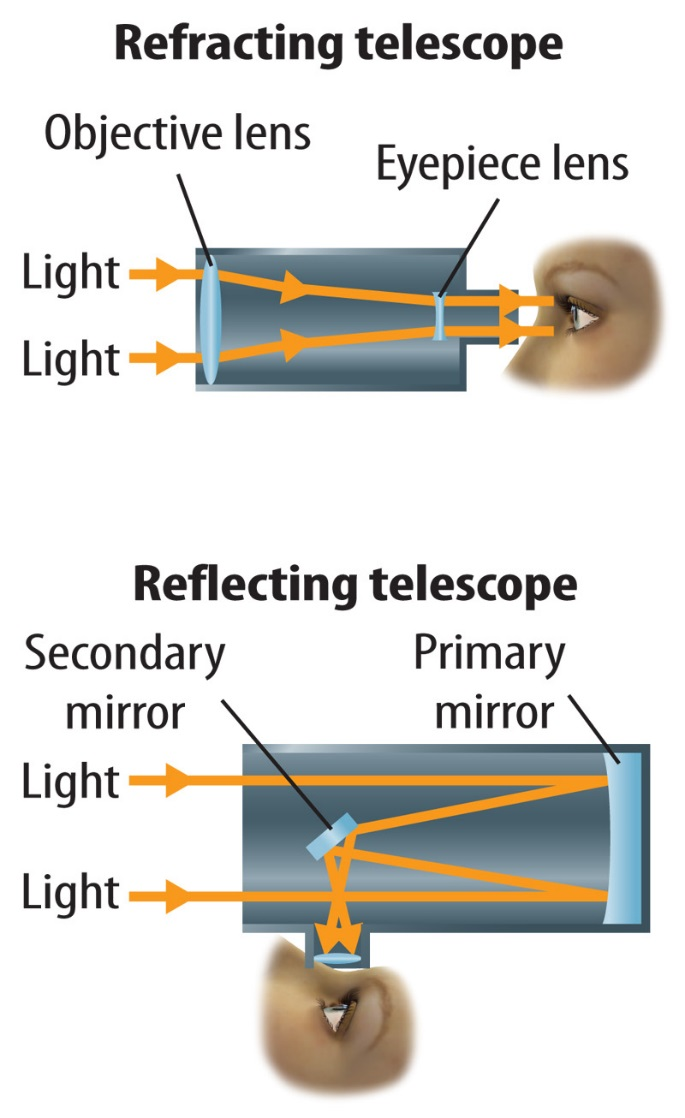 Refracting telescope
Objective lens
Eyepiece lens
Light
Light
Reflecting telescope
Secondary
mirror
Primary
mirror
Light
Light